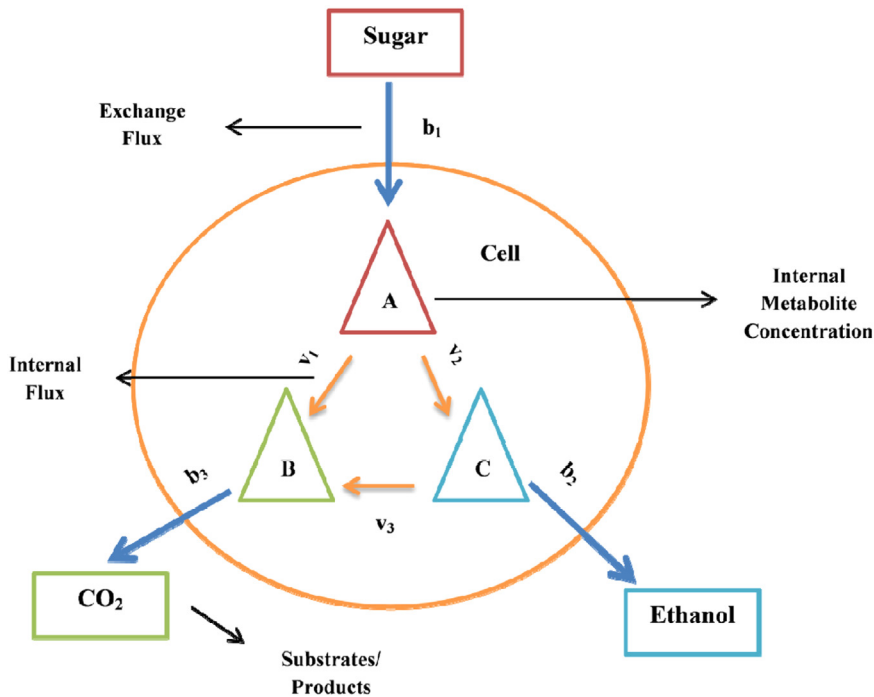 Sugar
Exchange
Flux
b₁
Cell
A
Internal
Metabolite
Concentration
v₁
v₂
Internal
Flux
B
C
b₃
b₂
v₃
CO₂
Ethanol
Substrates/
Products